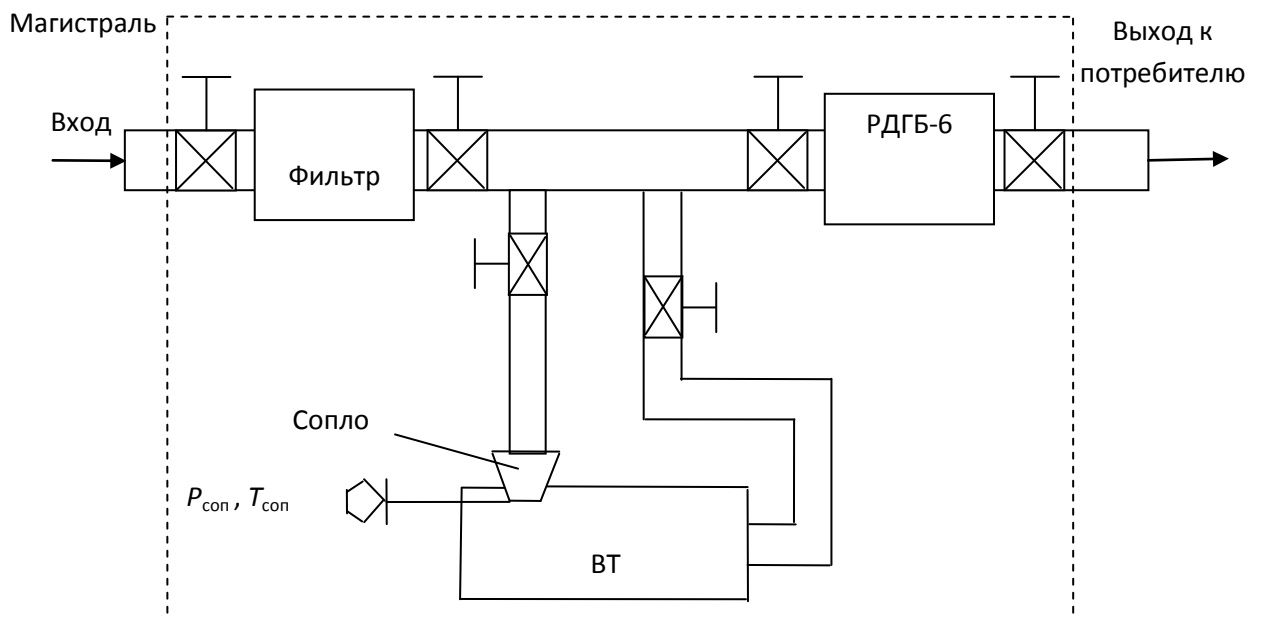 Магистраль
Выход к
потребителю
Вход
Фильтр
РДГБ-6
Сопло
Pсоп , Tсоп
ВТ